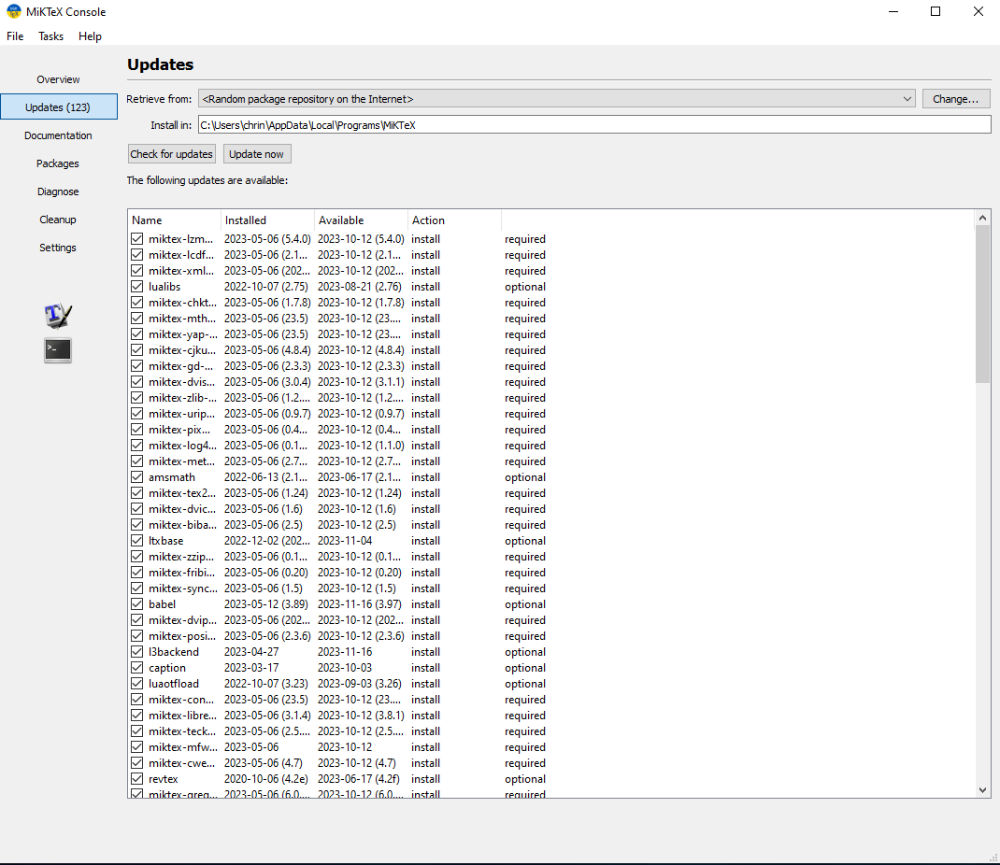 MiKTeX Console
File Tasks Help
Overview
Updates (123)
Documentation
Packages
Diagnose
Cleanup
Settings
Updates
Retrieve from: <Random package repository on the Internet> Change...
Install in: C:\Users\chrin\AppData\Local\Programs\MiKTeX
Check for updates Update now
The following updates are available:
Name Installed Available Action
miktex-lzm... 2023-05-06 (5.4.0) 2023-10-12 (5.4.0) install required
miktex-lcdf... 2023-05-06 (2.1... 2023-10-12 (2.1... install required
miktex-xml... 2023-05-06 (202... 2023-10-12 (202... install required
lualibs 2022-10-07 (2.75) 2023-08-21 (2.76) install optional
miktex-chkt... 2023-05-06 (1.7.8) 2023-10-12 (1.7.8) install required
miktex-mth... 2023-05-06 (23.5) 2023-10-12 (23.... install required
miktex-yap-... 2023-05-06 (23.5) 2023-10-12 (23.... install required
miktex-cjku... 2023-05-06 (4.8.4) 2023-10-12 (4.8.4) install required
miktex-gd-... 2023-05-06 (2.3.3) 2023-10-12 (2.3.3) install required
miktex-dvis... 2023-05-06 (3.0.4) 2023-10-12 (3.1.1) install required
miktex-zlib-... 2023-05-06 (1.2.... 2023-10-12 (1.2.... install required
miktex-urip... 2023-05-06 (0.9.7) 2023-10-12 (0.9.7) install required
miktex-pix... 2023-05-06 (0.4... 2023-10-12 (0.4... install required
miktex-log4... 2023-05-06 (0.1... 2023-10-12 (1.1.0) install required
miktex-met... 2023-05-06 (2.7... 2023-10-12 (2.7... install required
amsmath 2022-06-13 (2.1... 2023-06-17 (2.1... install optional
miktex-tex2... 2023-05-06 (1.24) 2023-10-12 (1.24) install required
miktex-dvic... 2023-05-06 (1.6) 2023-10-12 (1.6) install required
miktex-biba... 2023-05-06 (2.5) 2023-10-12 (2.5) install required
ltxbase 2022-12-02 (202... 2023-11-04 install optional
miktex-zzip... 2023-05-06 (0.1... 2023-10-12 (0.1... install required
miktex-fribi... 2023-05-06 (0.20) 2023-10-12 (0.20) install required
miktex-sync... 2023-05-06 (1.5) 2023-10-12 (1.5) install required
babel 2023-05-12 (3.89) 2023-11-16 (3.97) install optional
miktex-dvip... 2023-05-06 (202... 2023-10-12 (202... install required
miktex-posi... 2023-05-06 (2.3.6) 2023-10-12 (2.3.6) install required
l3backend 2023-04-27 2023-11-16 install optional
caption 2023-03-17 2023-10-03 install optional
luaotfload 2022-10-07 (3.23) 2023-09-03 (3.26) install optional
miktex-con... 2023-05-06 (23.5) 2023-10-12 (23.... install required
miktex-libre... 2023-05-06 (3.1.4) 2023-10-12 (3.8.1) install required
miktex-teck... 2023-05-06 (2.5.... 2023-10-12 (2.5.... install required
miktex-mfw... 2023-05-06 2023-10-12 install required
miktex-cwe... 2023-05-06 (4.7) 2023-10-12 (4.7) install required
revtex 2020-10-06 (4.2e) 2023-06-17 (4.2f) install optional
miktex-greg... 2023-05-06 (6.0.... 2023-10-12 (6.0.... install required